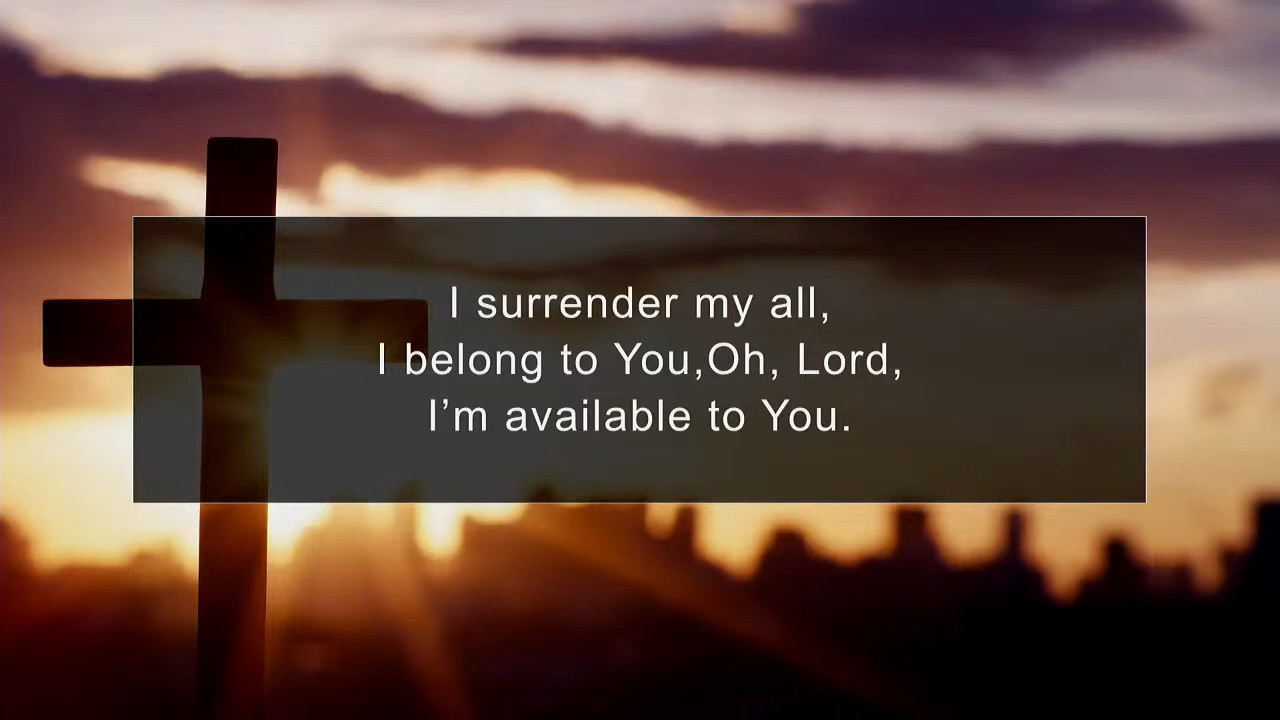 I surrender my all,
I belong to You,Oh, Lord,
I’m available to You.